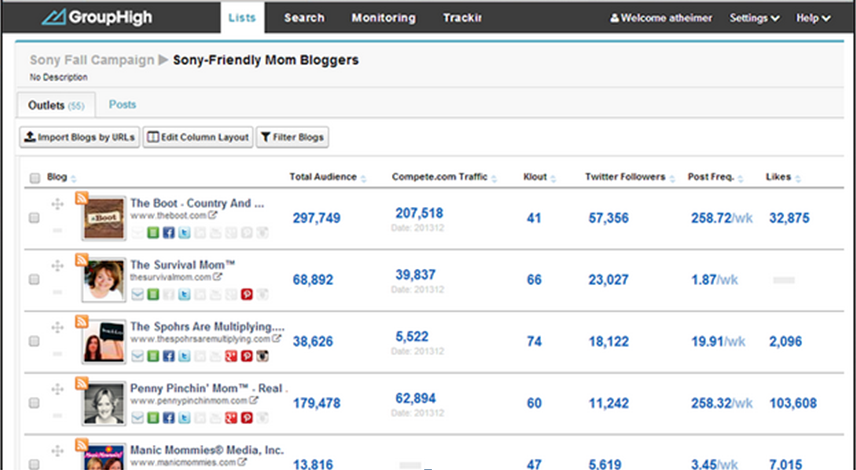 GroupHigh Lists Search Monitoring Trackin Welcome atheimer Settings Help
Sony Fall Campaign Sony-Friendly Mom Bloggers
No Description
Outlets (55) Posts
Import Blogs by URLs Edit Column Layout Filter Blogs
Blog Total Audience Compete.com Traffic Klout Twitter Followers Post Freq. Likes
The Boot - Country And ...
www.theboot.com
297,749 207,518 41 57,356 258.72/wk 32,875
Date: 201312
The Survival Mom™
thesurvivalmom.com
68,892 39,837 66 23,027 1.87/wk
Date: 201312
The Spohrs Are Multiplying....
www.thespohrsaremultiplying.com
38,626 5,522 74 18,122 19.91/wk 2,096
Date: 201312
Penny Pinchin' Mom™ - Real .
www.pennypinchinmom.com
179,478 62,894 60 11,242 258.32/wk 103,608
Date: 201312
Manic Mommies® Media, Inc.
www.manicmommies.com
13,816 47 5,619 3.45/wk 7,015